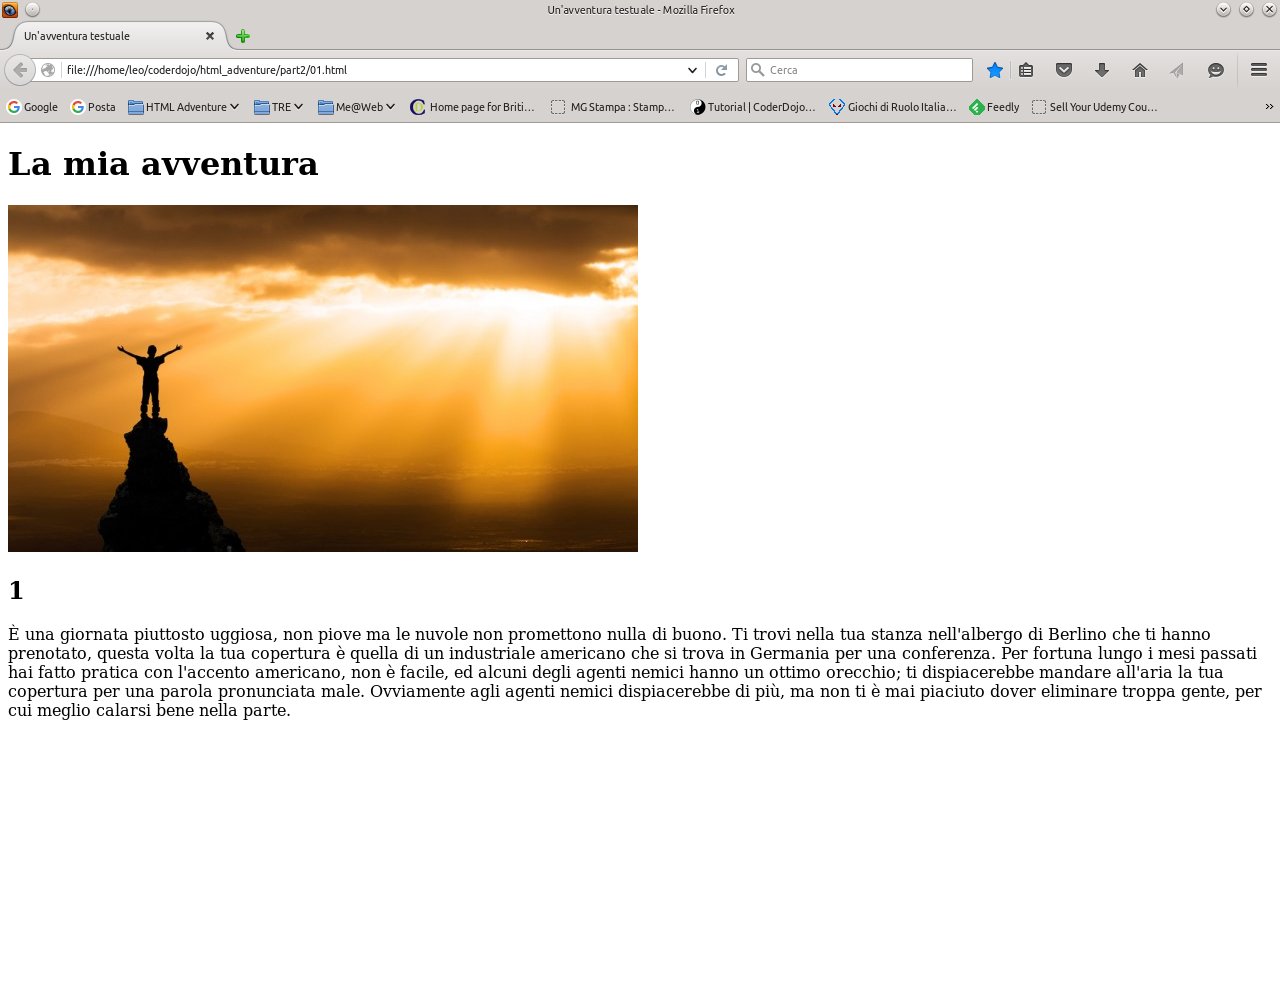 Un'avventura testuale - Mozilla Firefox
Un'avventura testuale
file:///home/leo/coderdojo/html_adventure/part2/01.html
Cerca
Google Posta HTML Adventure TRE Me@Web Home page for Briti... MG Stampa : Stamp... Tutorial | CoderDojo... Giochi di Ruolo Italia... Feedly Sell Your Udemy Cou...
La mia avventura
1
È una giornata piuttosto uggiosa, non piove ma le nuvole non promettono nulla di buono. Ti trovi nella tua stanza nell'albergo di Berlino che ti hanno
prenotato, questa volta la tua copertura è quella di un industriale americano che si trova in Germania per una conferenza. Per fortuna lungo i mesi passati
hai fatto pratica con l'accento americano, non è facile, ed alcuni degli agenti nemici hanno un ottimo orecchio; ti dispiacerebbe mandare all'aria la tua
copertura per una parola pronunciata male. Ovviamente agli agenti nemici dispiacerebbe di più, ma non ti è mai piaciuto dover eliminare troppa gente, per
cui meglio calarsi bene nella parte.